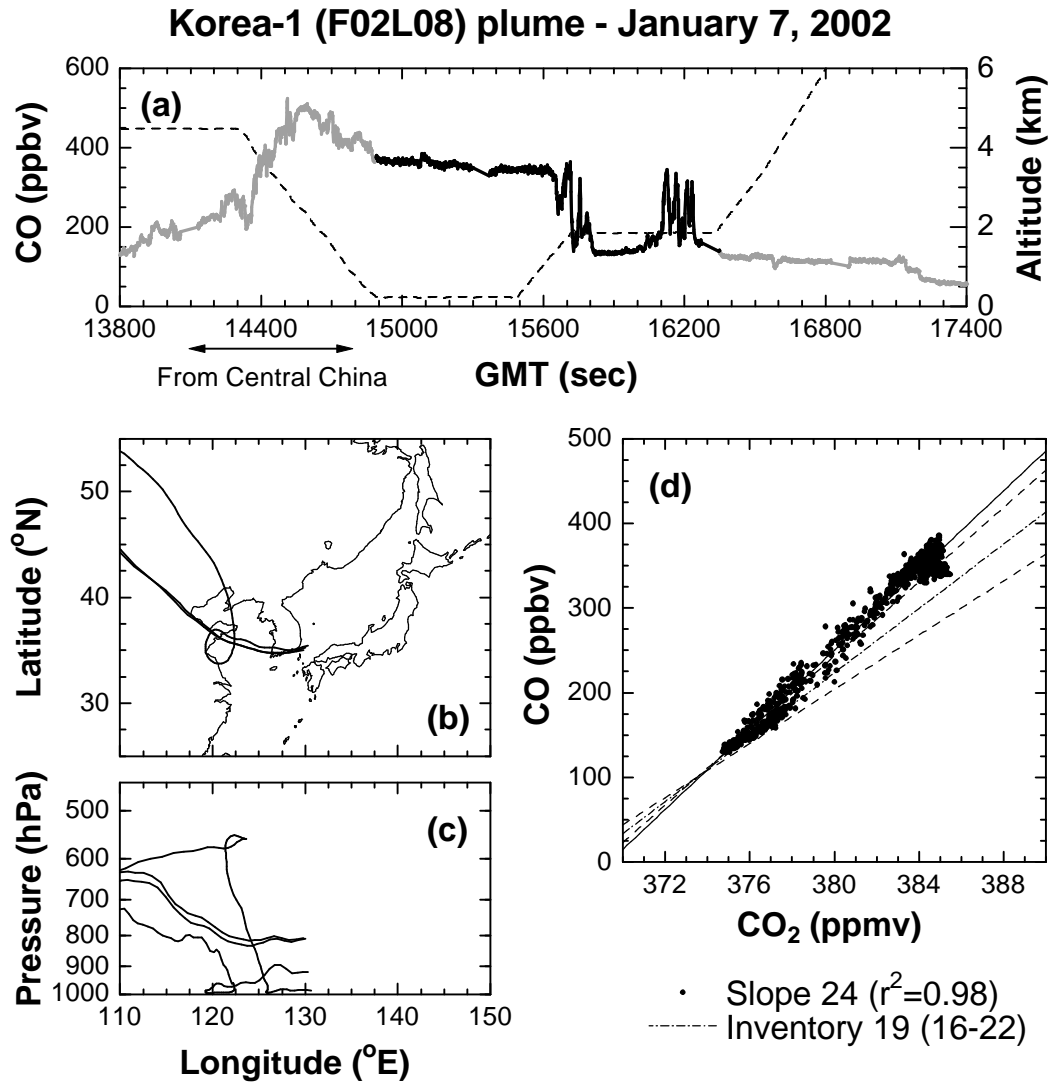 Korea-1 (F02L08) plume - January 7, 2002
600
400
200
0
CO (ppbv)
(a)
6
4
2
0
Altitude (km)
13800 14400 15000 15600 16200 16800 17400
From Central China
GMT (sec)
50
40
30
Latitude (°N)
(b)
500
600
700
800
900
1000
Pressure (hPa)
(c)
110 120 130 140 150
Longitude (°E)
500
400
300
200
100
0
CO (ppbv)
(d)
372 376 380 384 388
CO₂ (ppmv)
Slope 24 (r²=0.98)
Inventory 19 (16-22)